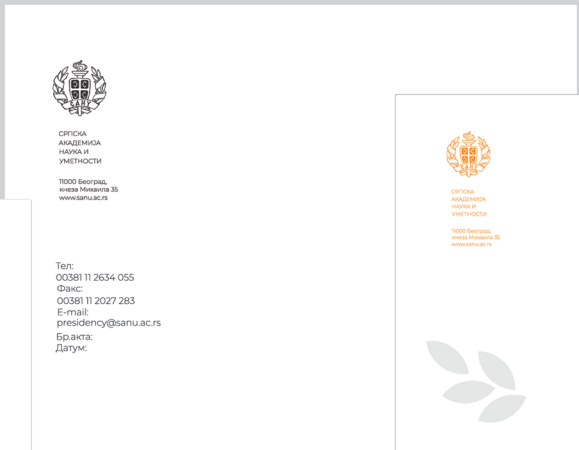 САНУ
СРПСКА
АКАДЕМИЈА
НАУКА И
УМЕТНОСТИ
11000 Београд,
кнеза Михаила 35
www.sanu.ac.rs
Тел:
00381 11 2634 055
Факс:
00381 11 2027 283
E-mail:
presidency@sanu.ac.rs
Бр.акта:
Датум:
САНУ
СРПСКА
АКАДЕМИЈА
НАУКА И
УМЕТНОСТИ
11000 Београд,
кнеза Михаила 35
www.sanu.ac.rs